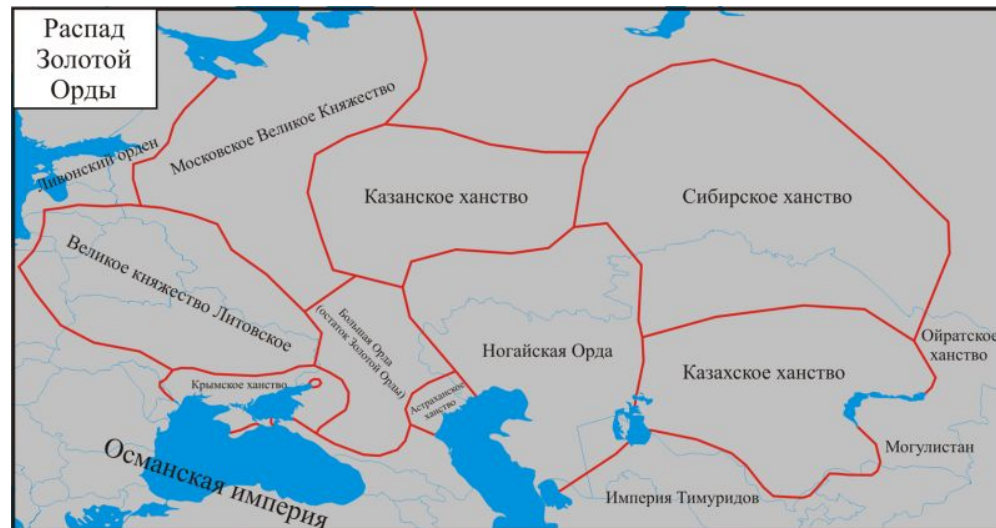 Распад
Золотой
Орды
Ливонский орден
Московское Великое Княжество
Казанское ханство
Сибирское ханство
Великое княжество Литовское
Большая Орда
(остаток Золотой Орды)
Ногайская Орда
Ойратское
ханство
Казахское ханство
Крымское ханство
Астраханское
ханство
Могулистан
Османская империя
Империя Тимуридов